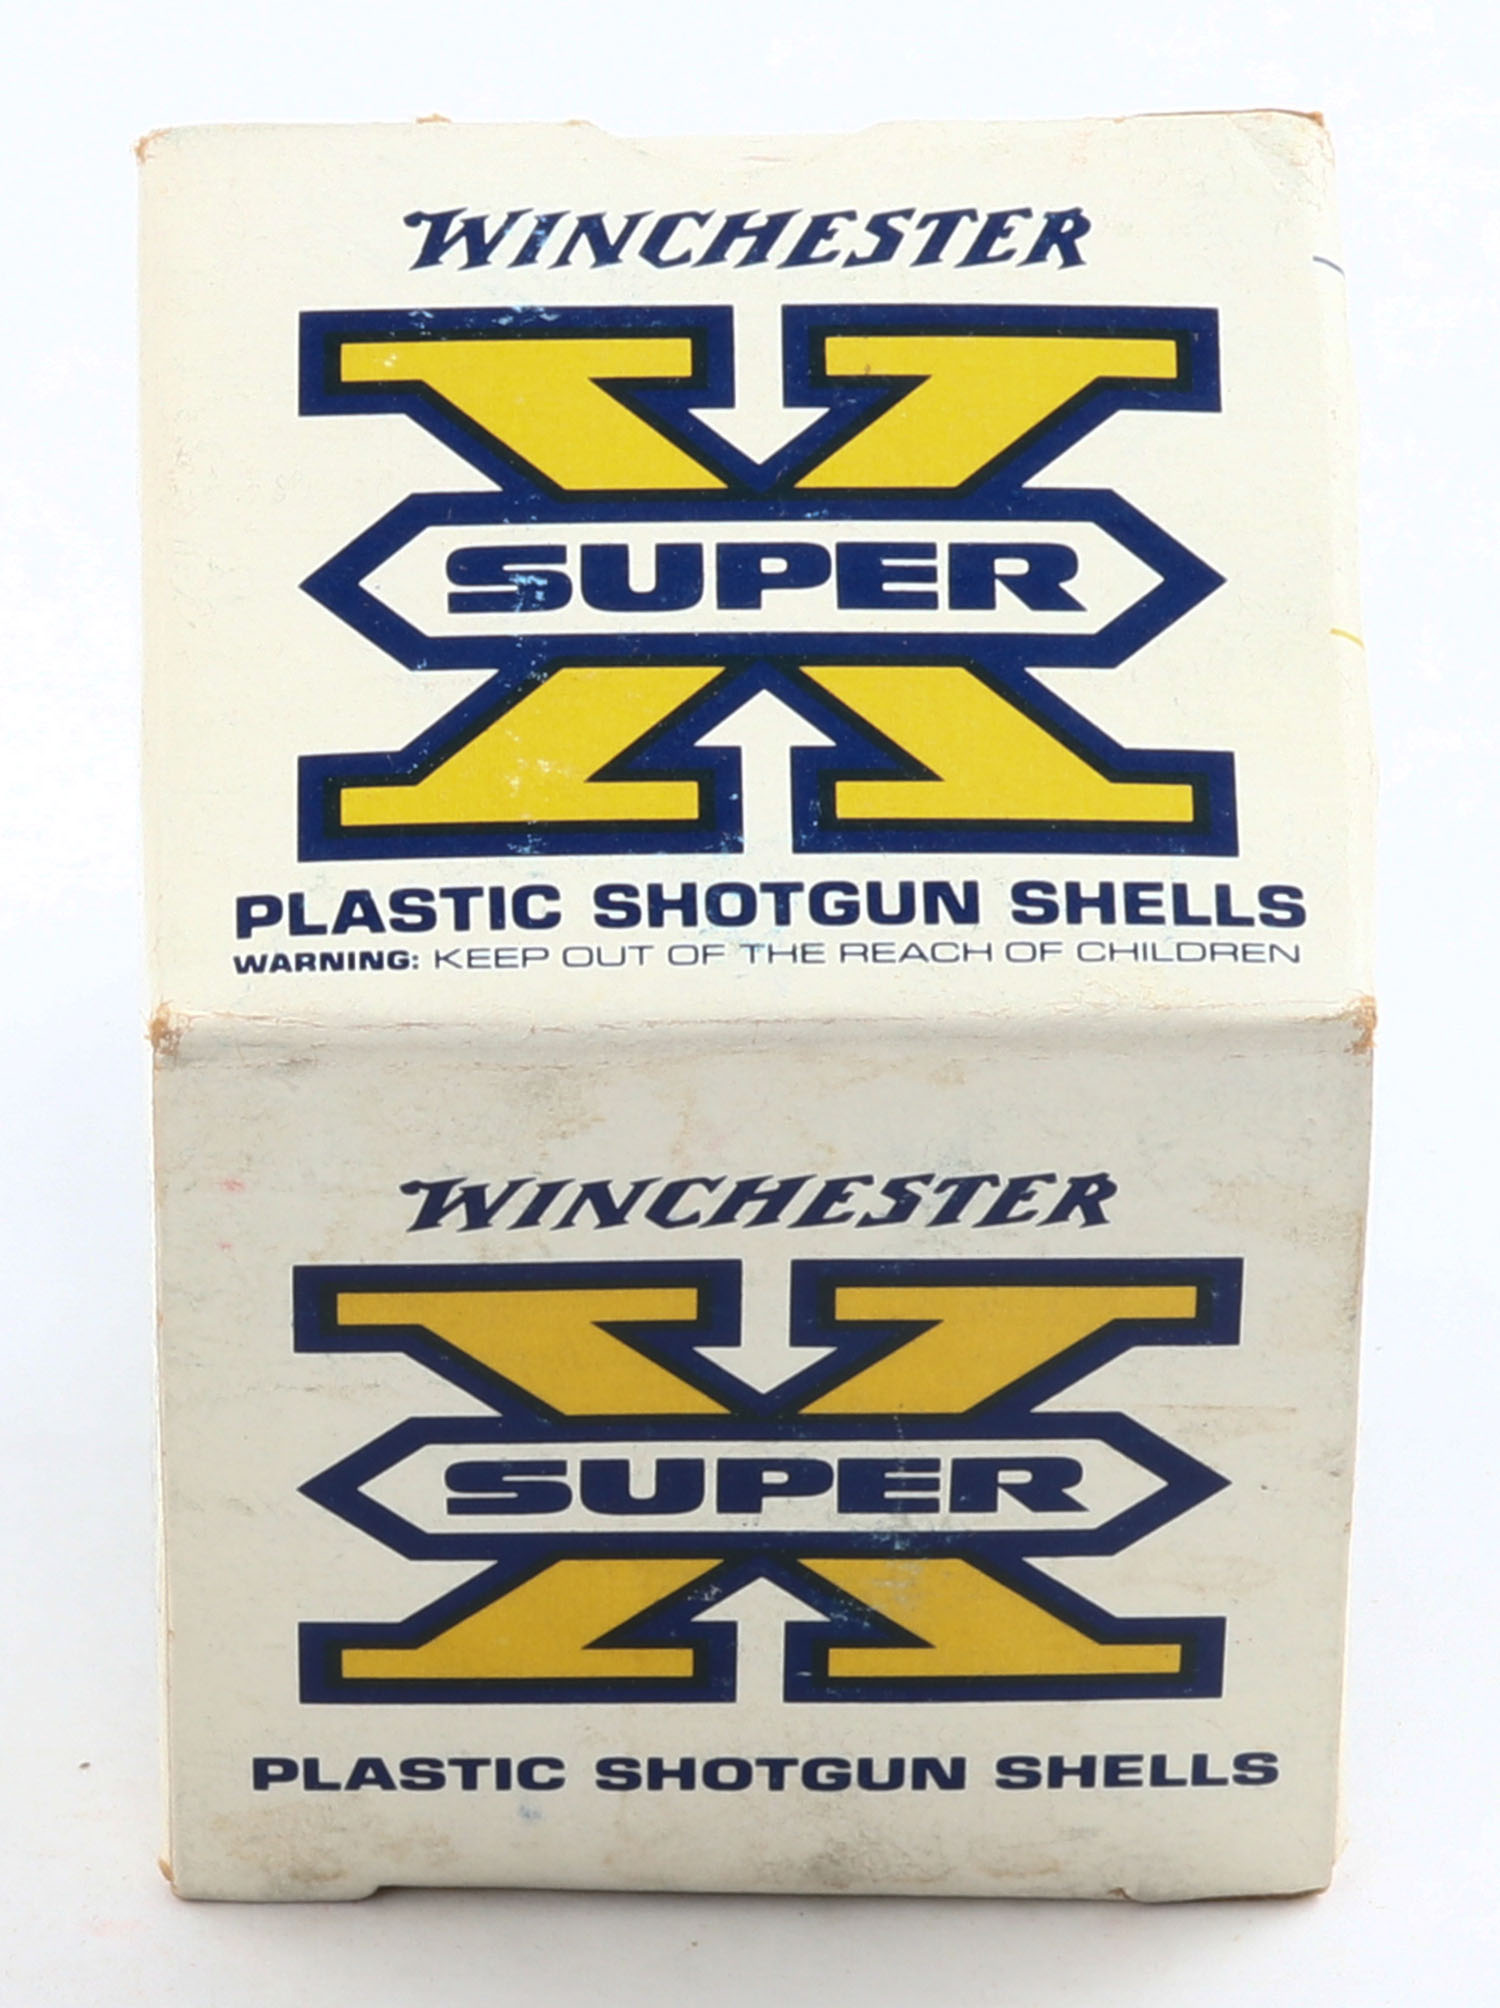 WINCHESTER
SUPER
PLASTIC SHOTGUN SHELLS
WARNING: KEEP OUT OF THE REACH OF CHILDREN
WINCHESTER
SUPER
PLASTIC SHOTGUN SHELLS